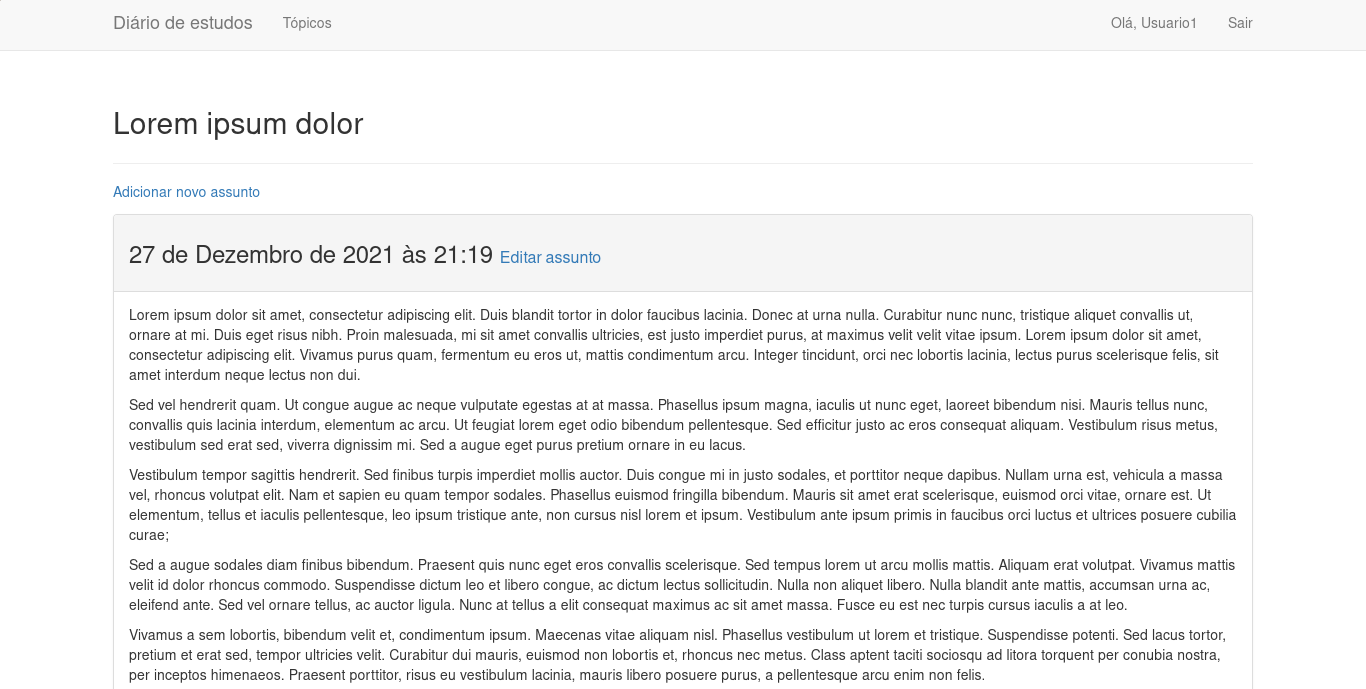 Diário de estudos Tópicos Olá, Usuario1 Sair
Lorem ipsum dolor
Adicionar novo assunto
27 de Dezembro de 2021 às 21:19 Editar assunto
Lorem ipsum dolor sit amet, consectetur adipiscing elit. Duis blandit tortor in dolor faucibus lacinia. Donec at urna nulla. Curabitur nunc nunc, tristique aliquet convallis ut,
ornare at mi. Duis eget risus nibh. Proin malesuada, mi sit amet convallis ultricies, est justo imperdiet purus, at maximus velit velit vitae ipsum. Lorem ipsum dolor sit amet,
consectetur adipiscing elit. Vivamus purus quam, fermentum eu eros ut, mattis condimentum arcu. Integer tincidunt, orci nec lobortis lacinia, lectus purus scelerisque felis, sit
amet interdum neque lectus non dui.
Sed vel hendrerit quam. Ut congue augue ac neque vulputate egestas at at massa. Phasellus ipsum magna, iaculis ut nunc eget, laoreet bibendum nisi. Mauris tellus nunc,
convallis quis lacinia interdum, elementum ac arcu. Ut feugiat lorem eget odio bibendum pellentesque. Sed efficitur justo ac eros consequat aliquam. Vestibulum risus metus,
vestibulum sed erat sed, viverra dignissim mi. Sed a augue eget purus pretium ornare in eu lacus.
Vestibulum tempor sagittis hendrerit. Sed finibus turpis imperdiet mollis auctor. Duis congue mi in justo sodales, et porttitor neque dapibus. Nullam urna est, vehicula a massa
vel, rhoncus volutpat elit. Nam et sapien eu quam tempor sodales. Phasellus euismod fringilla bibendum. Mauris sit amet erat scelerisque, euismod orci vitae, ornare est. Ut
elementum, tellus et iaculis pellentesque, leo ipsum tristique ante, non cursus nisl lorem et ipsum. Vestibulum ante ipsum primis in faucibus orci luctus et ultrices posuere cubilia
curae;
Sed a augue sodales diam finibus bibendum. Praesent quis nunc eget eros convallis scelerisque. Sed tempus lorem ut arcu mollis mattis. Aliquam erat volutpat. Vivamus mattis
velit id dolor rhoncus commodo. Suspendisse dictum leo et libero congue, ac dictum lectus sollicitudin. Nulla non aliquet libero. Nulla blandit ante mattis, accumsan urna ac,
eleifend ante. Sed vel ornare tellus, ac auctor ligula. Nunc at tellus a elit consequat maximus ac sit amet massa. Fusce eu est nec turpis cursus iaculis a at leo.
Vivamus a sem lobortis, bibendum velit et, condimentum ipsum. Maecenas vitae aliquam nisl. Phasellus vestibulum ut lorem et tristique. Suspendisse potenti. Sed lacus tortor,
pretium et erat sed, tempor ultricies velit. Curabitur dui mauris, euismod non lobortis et, rhoncus nec metus. Class aptent taciti sociosqu ad litora torquent per conubia nostra,
per inceptos himenaeos. Praesent porttitor, risus eu vestibulum lacinia, mauris libero posuere purus, a pellentesque arcu enim non felis.